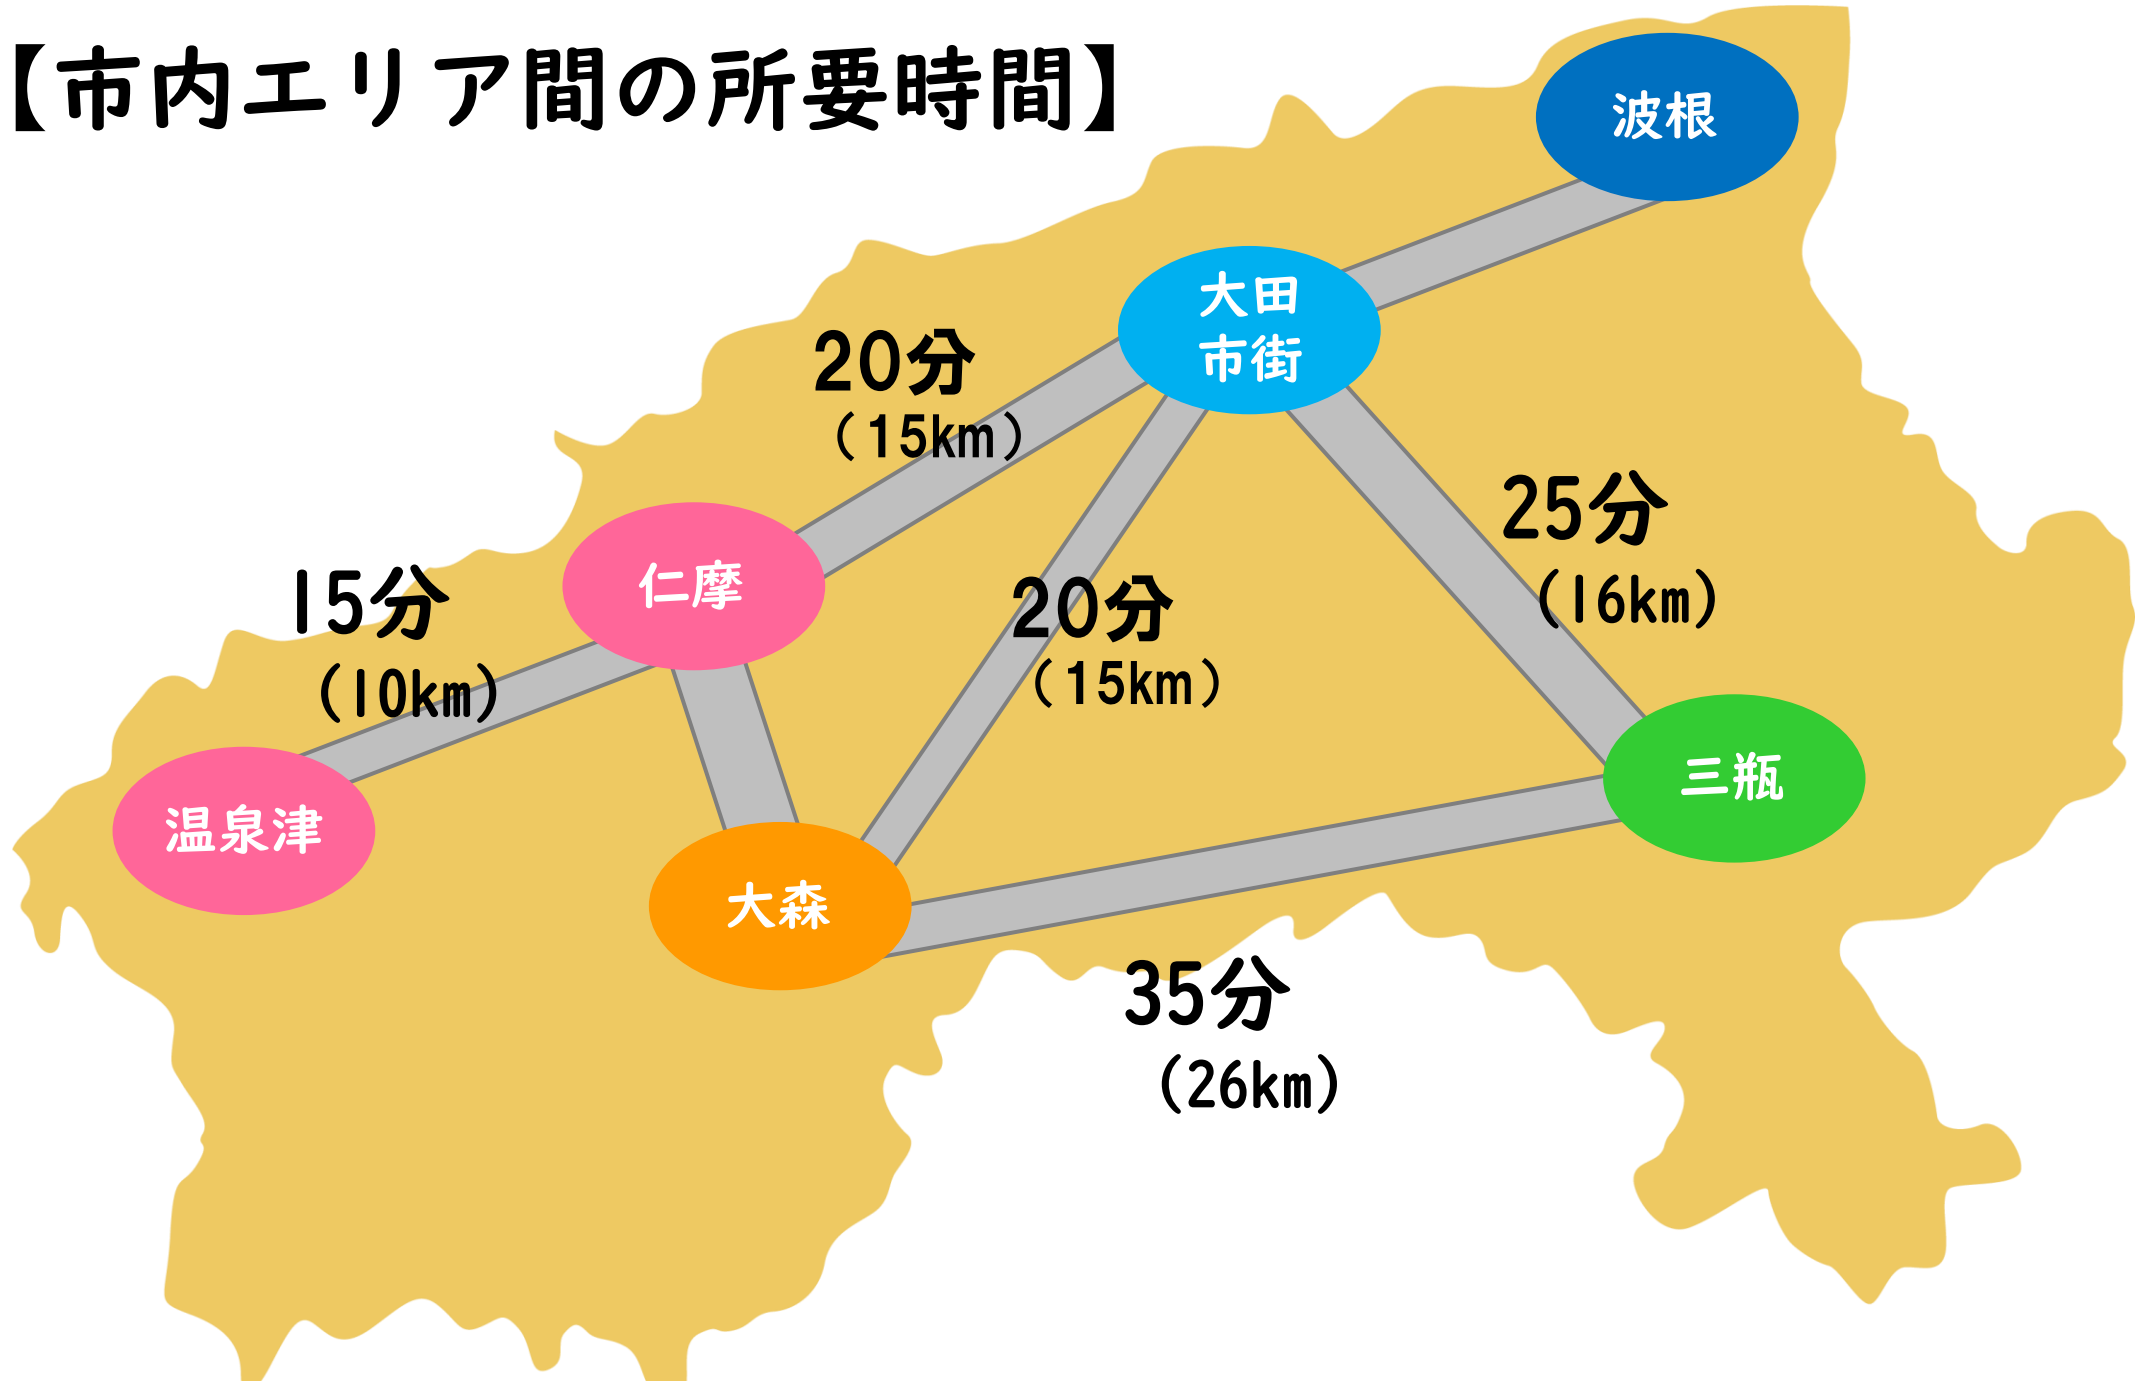 【市内エリア間の所要時間】
波根
大田
市街
20分
（15km）
25分
(16km)
仁摩
15分
(10km)
20分
（15km）
三瓶
温泉津
大森
35分
(26km)